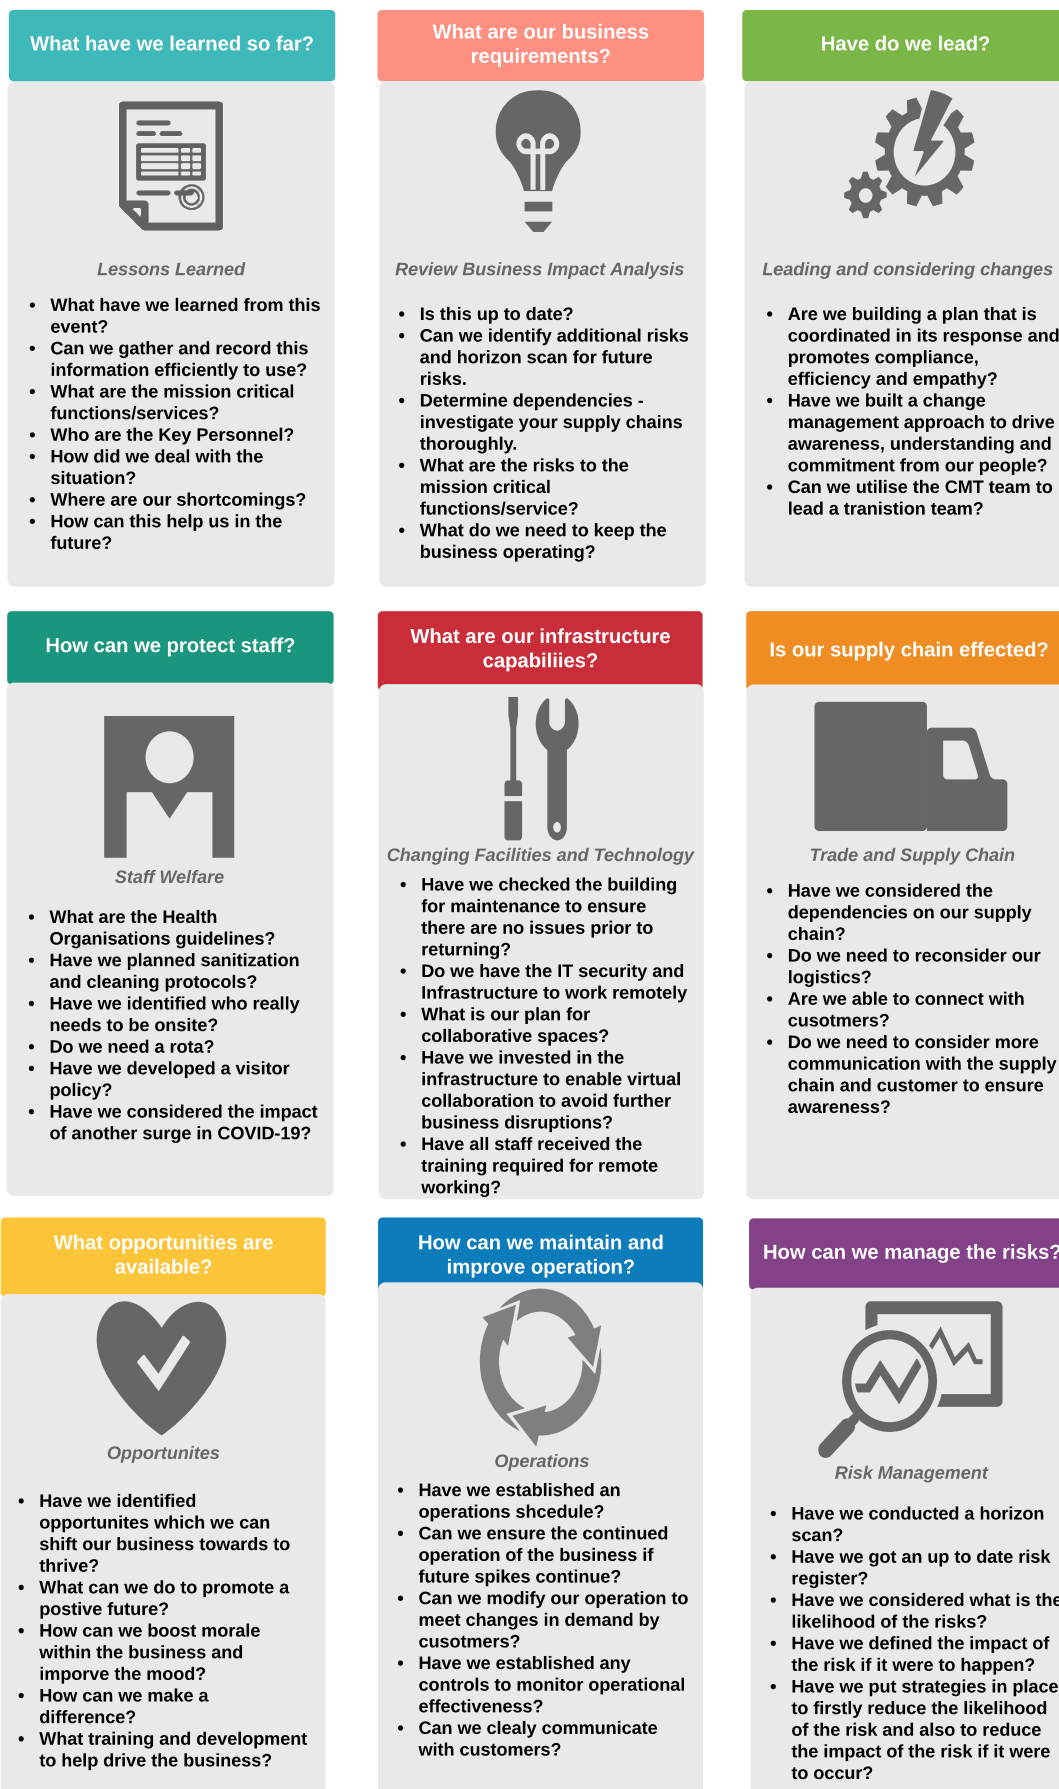 What have we learned so far?
Lessons Learned
• What have we learned from this
event?
• Can we gather and record this
information efficiently to use?
• What are the mission critical
functions/services?
• Who are the Key Personnel?
• How did we deal with the
situation?
• Where are our shortcomings?
• How can this help us in the
future?
What are our business
requirements?
Review Business Impact Analysis
• Is this up to date?
• Can we identify additional risks
and horizon scan for future
risks.
• Determine dependencies -
investigate your supply chains
thoroughly.
• What are the risks to the
mission critical
functions/service?
• What do we need to keep the
business operating?
Have do we lead?
Leading and considering changes
• Are we building a plan that is
coordinated in its response and
promotes compliance,
efficiency and empathy?
• Have we built a change
management approach to drive
awareness, understanding and
commitment from our people?
• Can we utilise the CMT team to
lead a tranistion team?
How can we protect staff?
Staff Welfare
• What are the Health
Organisations guidelines?
• Have we planned sanitization
and cleaning protocols?
• Have we identified who really
needs to be onsite?
• Do we need a rota?
• Have we developed a visitor
policy?
• Have we considered the impact
of another surge in COVID-19?
What are our infrastructure
capabiliies?
Changing Facilities and Technology
• Have we checked the building
for maintenance to ensure
there are no issues prior to
returning?
• Do we have the IT security and
Infrastructure to work remotely
• What is our plan for
collaborative spaces?
• Have we invested in the
infrastructure to enable virtual
collaboration to avoid further
business disruptions?
• Have all staff received the
training required for remote
working?
Is our supply chain effected?
Trade and Supply Chain
• Have we considered the
dependencies on our supply
chain?
• Do we need to reconsider our
logistics?
• Are we able to connect with
cusotmers?
• Do we need to consider more
communication with the supply
chain and customer to ensure
awareness?
What opportunities are
available?
Opportunites
• Have we identified
opportunites which we can
shift our business towards to
thrive?
• What can we do to promote a
postive future?
• How can we boost morale
within the business and
imporve the mood?
• How can we make a
difference?
• What training and development
to help drive the business?
How can we maintain and
improve operation?
Operations
• Have we established an
operations shcedule?
• Can we ensure the continued
operation of the business if
future spikes continue?
• Can we modify our operation to
meet changes in demand by
cusotmers?
• Have we established any
controls to monitor operational
effectiveness?
• Can we clealy communicate
with customers?
How can we manage the risks?
Risk Management
• Have we conducted a horizon
scan?
• Have we got an up to date risk
register?
• Have we considered what is the
likelihood of the risks?
• Have we defined the impact of
the risk if it were to happen?
• Have we put strategies in place
to firstly reduce the likelihood
of the risk and also to reduce
the impact of the risk if it were
to occur?